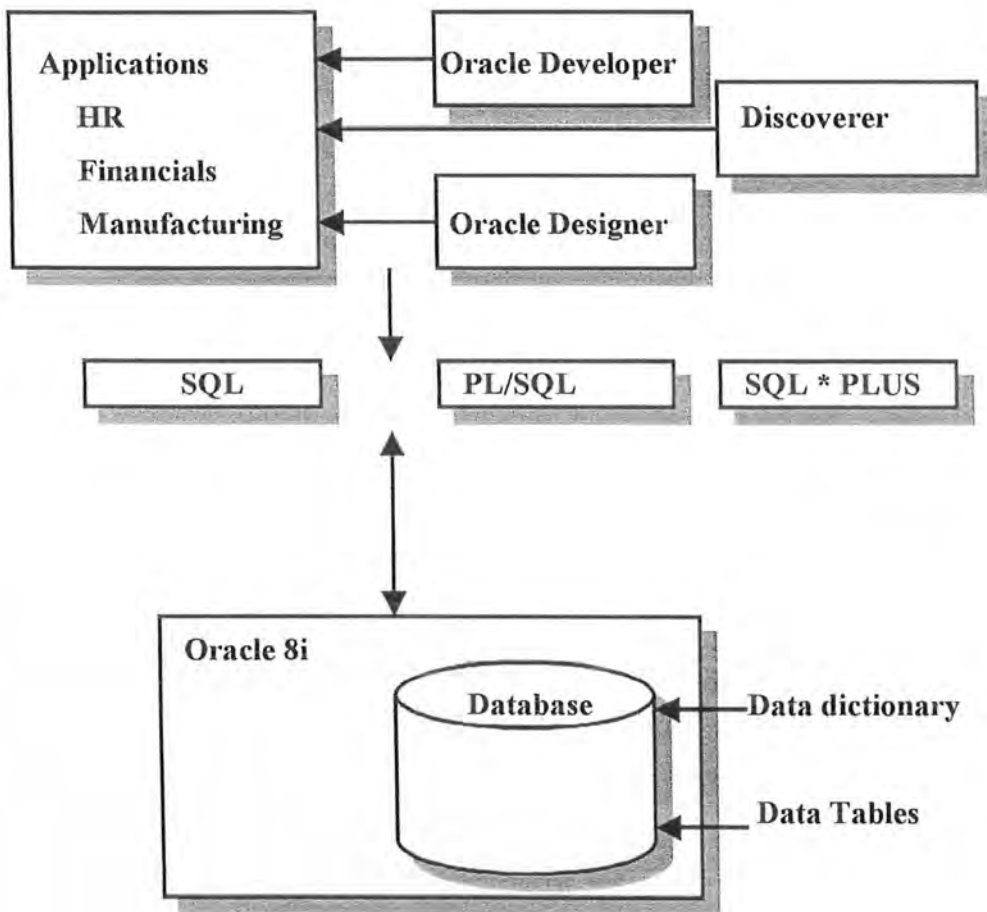 Applications
HR
Financials
Manufacturing
Oracle Developer
Discoverer
Oracle Designer
SQL
PL/SQL
SQL * PLUS
Oracle 8i
Database
Data dictionary
Data Tables